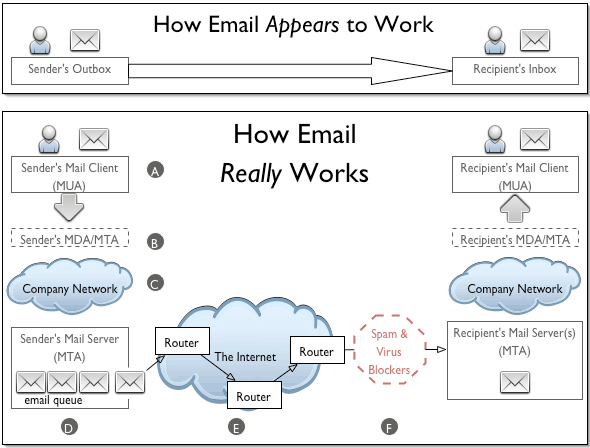 How Email Appears to Work
Sender's Outbox
Recipient's Inbox
How Email
Really Works
Sender's Mail Client
(MUA)
A
Recipient's Mail Client
(MUA)
Sender's MDA/MTA
B
Recipient's MDA/MTA
Company Network
C
Company Network
Sender's Mail Server
(MTA)
email queue
Router
The Internet
Router
Router
Spam &
Virus
Blockers
Recipient's Mail Server(s)
(MTA)
D
E
F